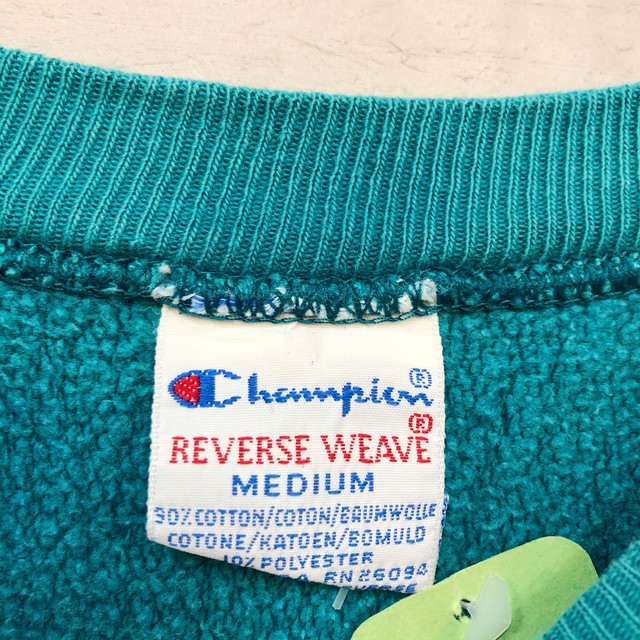 Champion®
REVERSE WEAVE®
MEDIUM
90% COTTON/COTON/BAUMWOLLE
COTONE/KATOEN/BOMULD
10% POLYESTER
RN 26094